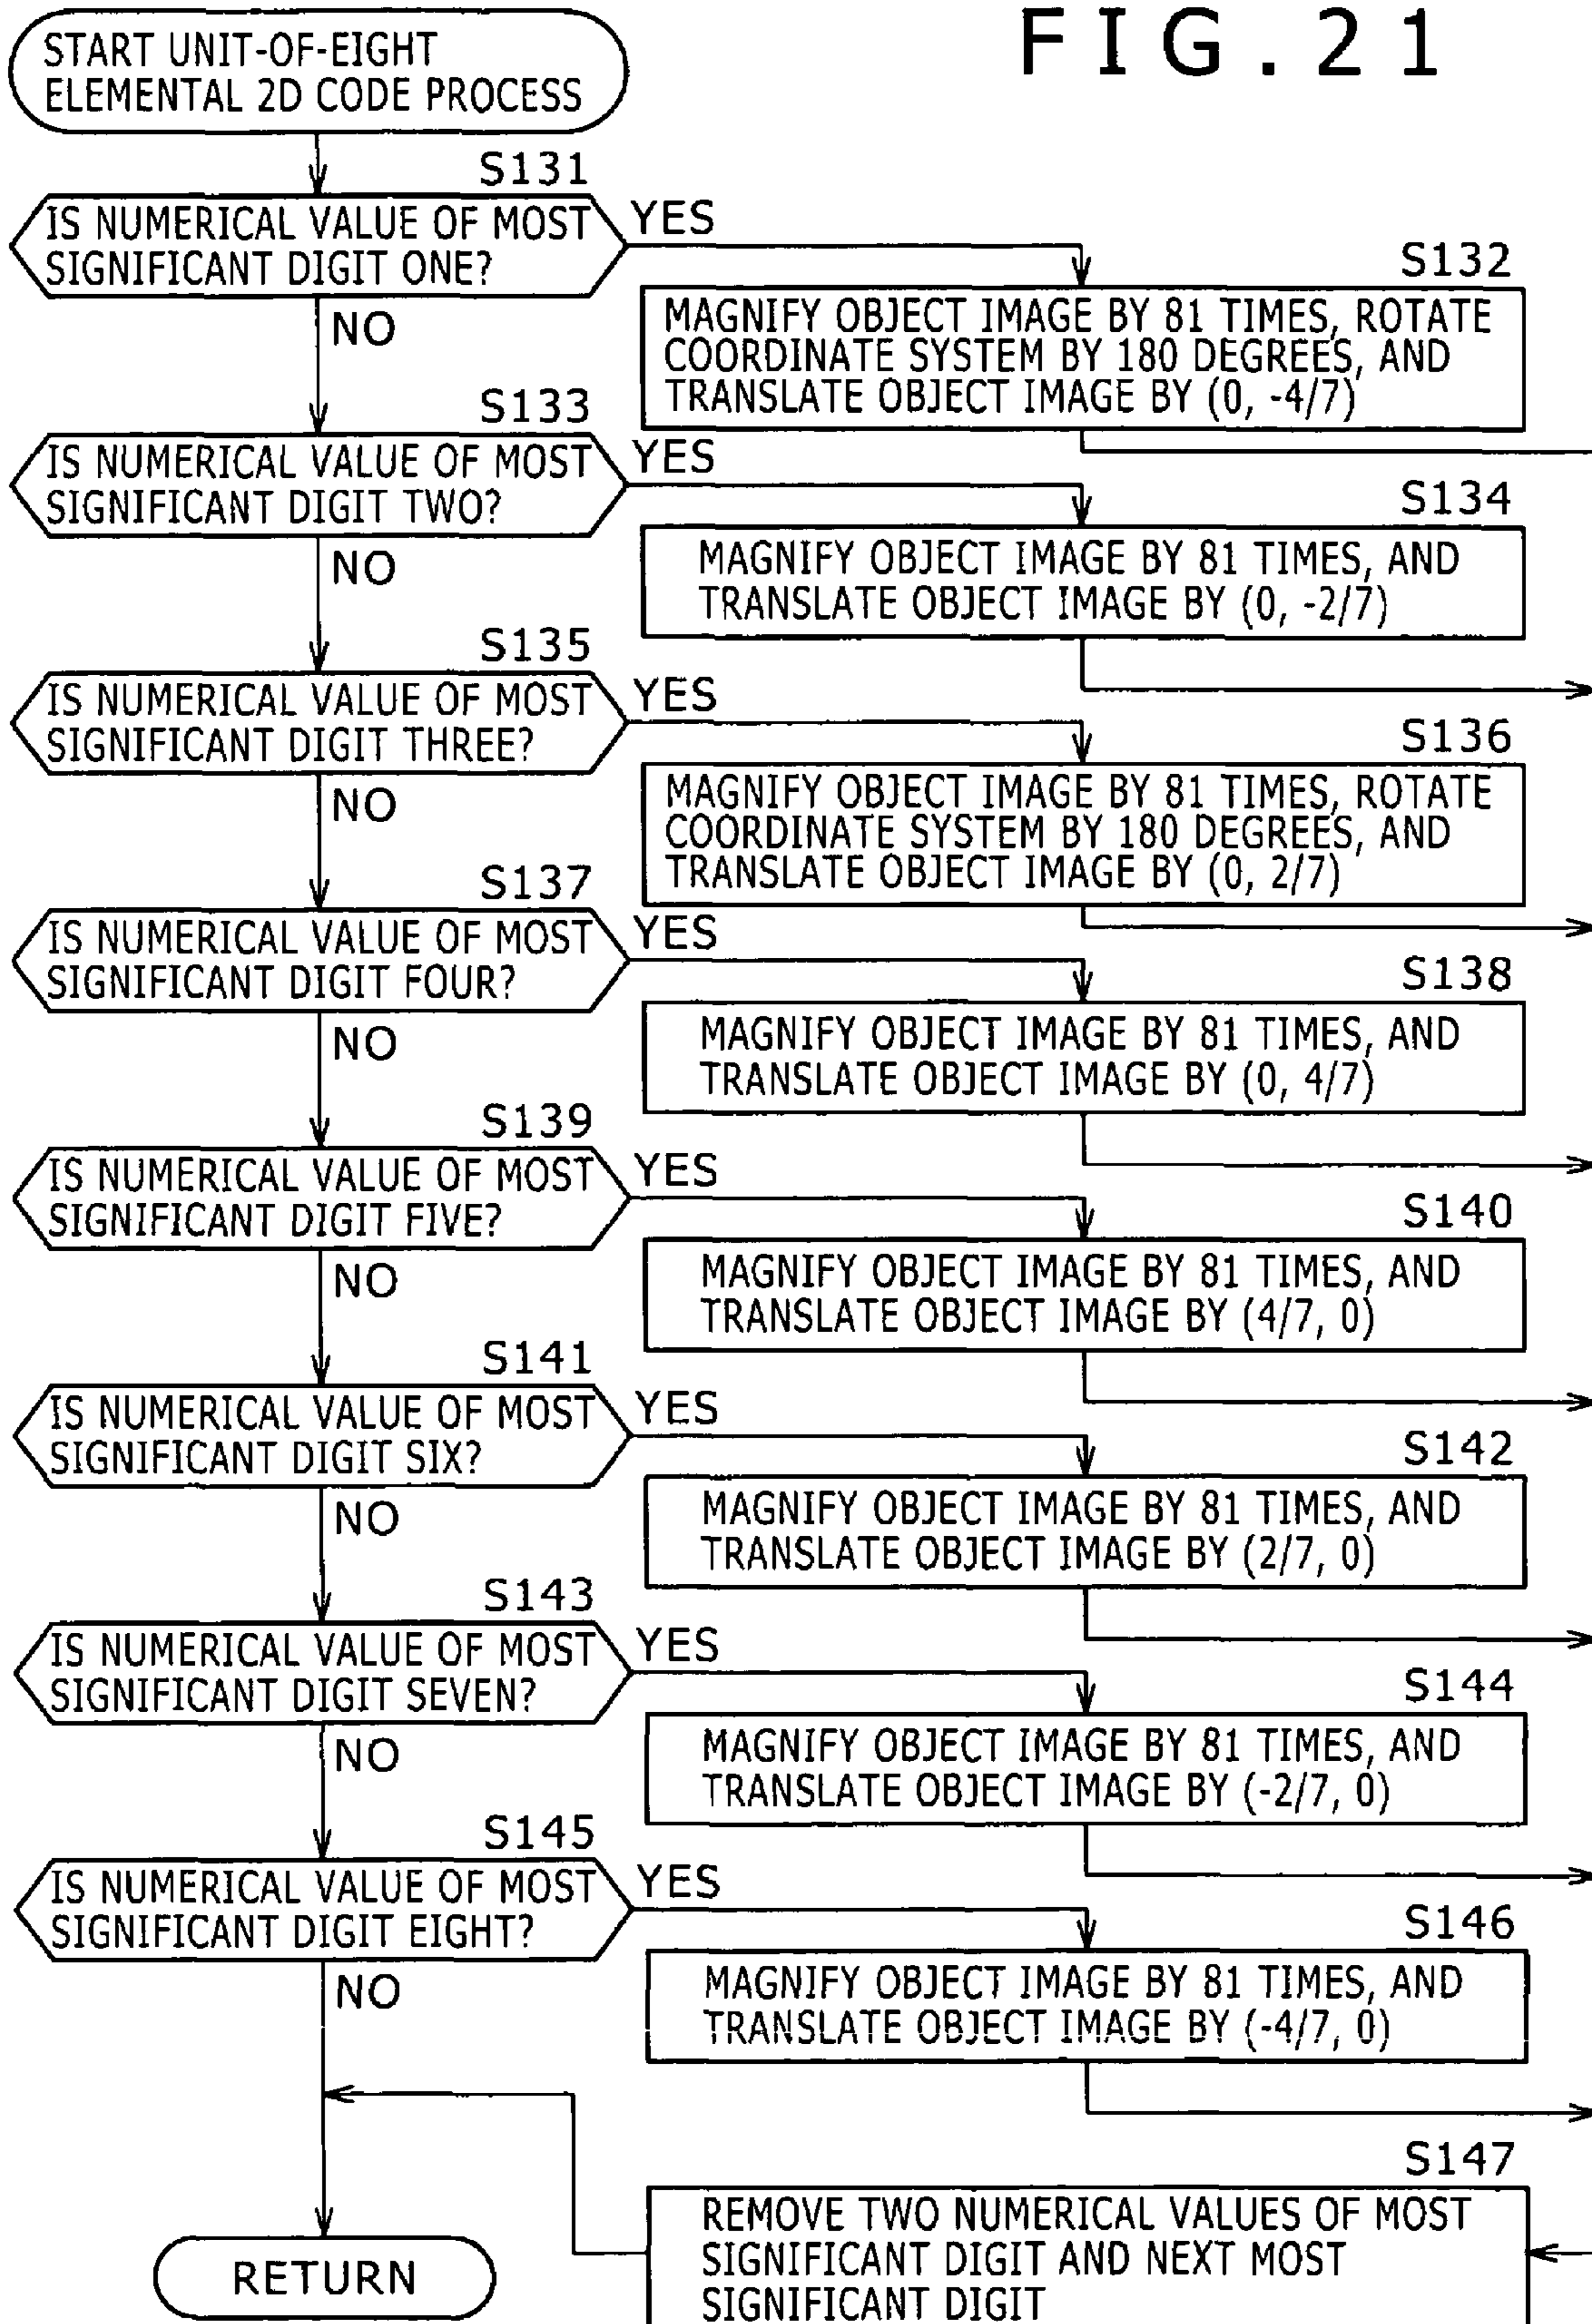 FIG.21
START UNIT-OF-EIGHT
ELEMENTAL 2D CODE PROCESS
S131
IS NUMERICAL VALUE OF MOST
SIGNIFICANT DIGIT ONE?
YES
NO
S132
MAGNIFY OBJECT IMAGE BY 81 TIMES, ROTATE
COORDINATE SYSTEM BY 180 DEGREES, AND
TRANSLATE OBJECT IMAGE BY (0, -4/7)
S133
IS NUMERICAL VALUE OF MOST
SIGNIFICANT DIGIT TWO?
YES
NO
S134
MAGNIFY OBJECT IMAGE BY 81 TIMES, AND
TRANSLATE OBJECT IMAGE BY (0, -2/7)
S135
IS NUMERICAL VALUE OF MOST
SIGNIFICANT DIGIT THREE?
YES
NO
S136
MAGNIFY OBJECT IMAGE BY 81 TIMES, ROTATE
COORDINATE SYSTEM BY 180 DEGREES, AND
TRANSLATE OBJECT IMAGE BY (0, 2/7)
S137
IS NUMERICAL VALUE OF MOST
SIGNIFICANT DIGIT FOUR?
YES
NO
S138
MAGNIFY OBJECT IMAGE BY 81 TIMES, AND
TRANSLATE OBJECT IMAGE BY (0, 4/7)
S139
IS NUMERICAL VALUE OF MOST
SIGNIFICANT DIGIT FIVE?
YES
NO
S140
MAGNIFY OBJECT IMAGE BY 81 TIMES, AND
TRANSLATE OBJECT IMAGE BY (4/7, 0)
S141
IS NUMERICAL VALUE OF MOST
SIGNIFICANT DIGIT SIX?
YES
NO
S142
MAGNIFY OBJECT IMAGE BY 81 TIMES, AND
TRANSLATE OBJECT IMAGE BY (2/7, 0)
S143
IS NUMERICAL VALUE OF MOST
SIGNIFICANT DIGIT SEVEN?
YES
NO
S144
MAGNIFY OBJECT IMAGE BY 81 TIMES, AND
TRANSLATE OBJECT IMAGE BY (-2/7, 0)
S145
IS NUMERICAL VALUE OF MOST
SIGNIFICANT DIGIT EIGHT?
YES
NO
S146
MAGNIFY OBJECT IMAGE BY 81 TIMES, AND
TRANSLATE OBJECT IMAGE BY (-4/7, 0)
S147
REMOVE TWO NUMERICAL VALUES OF MOST
SIGNIFICANT DIGIT AND NEXT MOST
SIGNIFICANT DIGIT
RETURN